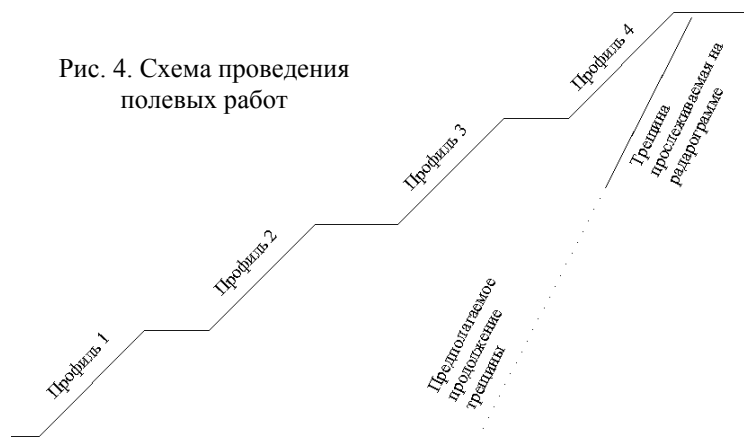 Рис. 4. Схема проведения
полевых работ
Профиль 4
Профиль 3
Профиль 2
Профиль 1
Трещина
прослеживаемая на
радарограмме
Предполагаемое
продолжение
трещины